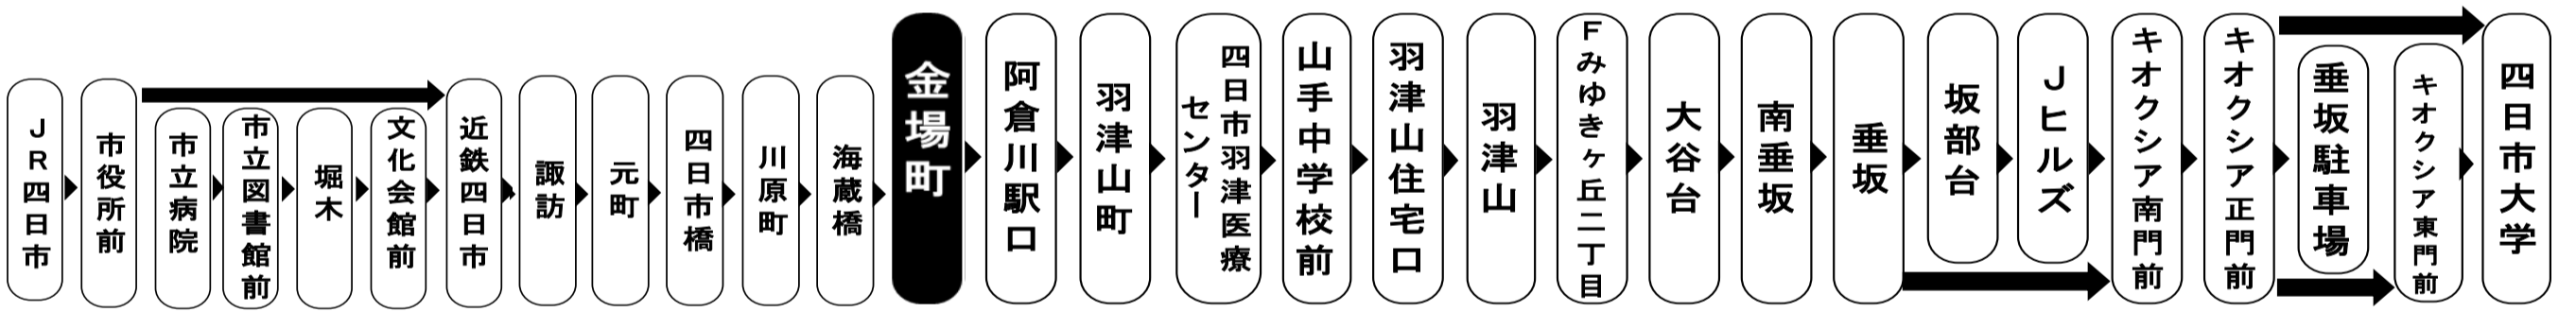 JR四日市
市役所前
市立病院
市立図書館前
堀木
文化会館前
近鉄四日市
諏訪
元町
四日市橋
川原町
海蔵橋
金場町
阿倉川駅口
羽津山町
四日市羽津医療
センター
山手中学校前
羽津山住宅口
羽津山
Fみゆきヶ丘二丁目
大谷台
南垂坂
垂坂
坂部台
Jヒルズ
キオクシア南門前
キオクシア正門前
垂坂駐車場
キオクシア東門前
四日市大学